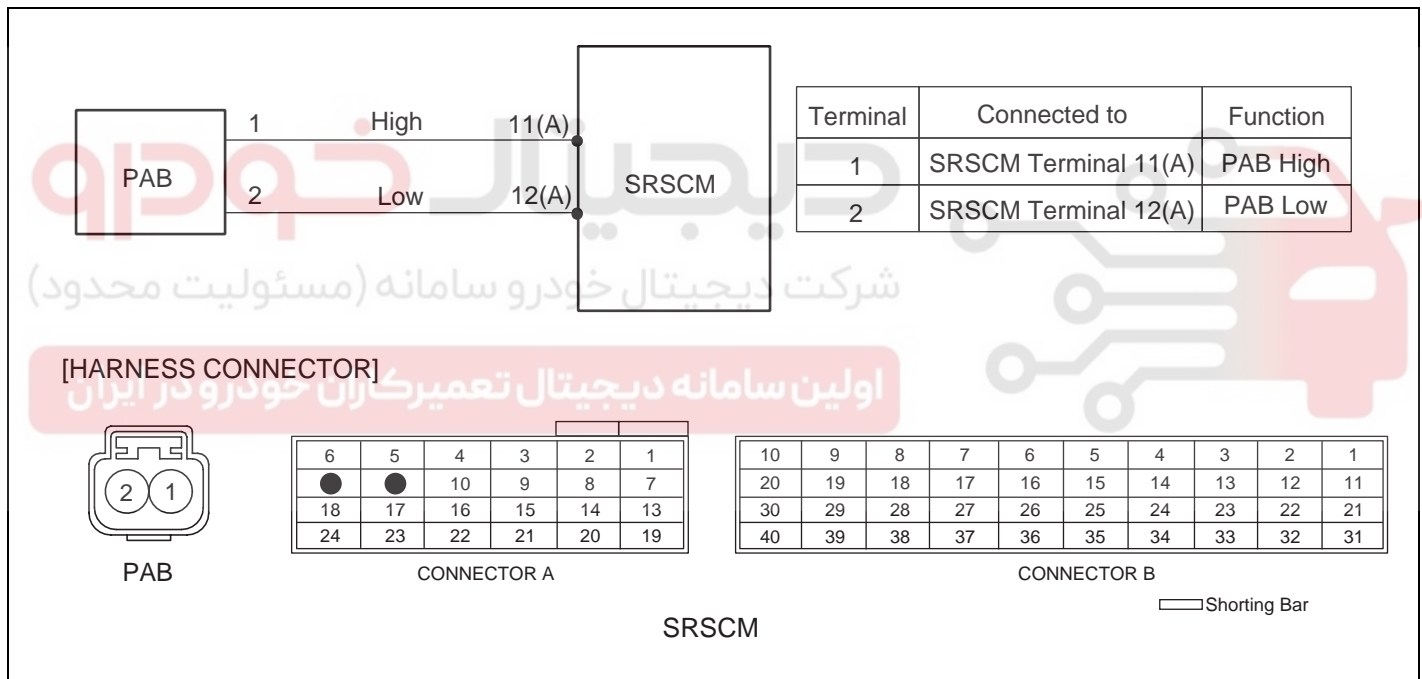 PAB
1 High 11(A)
2 Low 12(A)
SRSCM
Terminal Connected to Function
1 SRSCM Terminal 11(A) PAB High
2 SRSCM Terminal 12(A) PAB Low
دیجیتال خودرو
شرکت دیجیتال خودرو سامانه (مسئولیت محدود)
[HARNESS CONNECTOR]
اولین سامانه دیجیتال تعمیرکاران خودرو در ایران
2 1
PAB
6 5 4 3 2 1
10 9 8 7
18 17 16 15 14 13
24 23 22 21 20 19
CONNECTOR A
10 9 8 7 6 5 4 3 2 1
20 19 18 17 16 15 14 13 12 11
30 29 28 27 26 25 24 23 22 21
40 39 38 37 36 35 34 33 32 31
CONNECTOR B
Shorting Bar
SRSCM